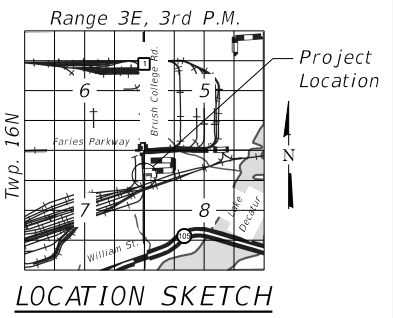 Range 3E, 3rd P.M.
Twp. 16N
Project
Location
1
Brush College Rd.
6
5
Faries Parkway
N
7
8
Lake
Decatur
105
William St.
LOCATION SKETCH